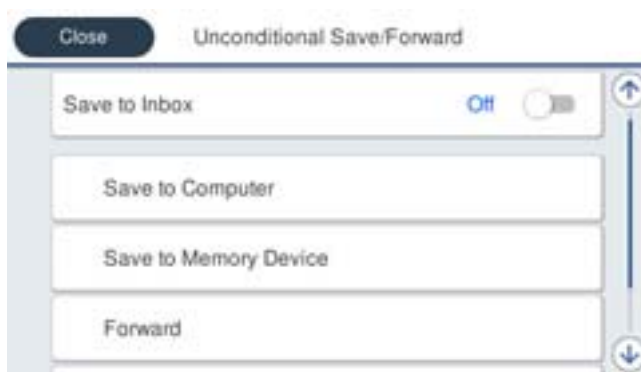 Close Unconditional Save/Forward
Save to Inbox Off
Save to Computer
Save to Memory Device
Forward